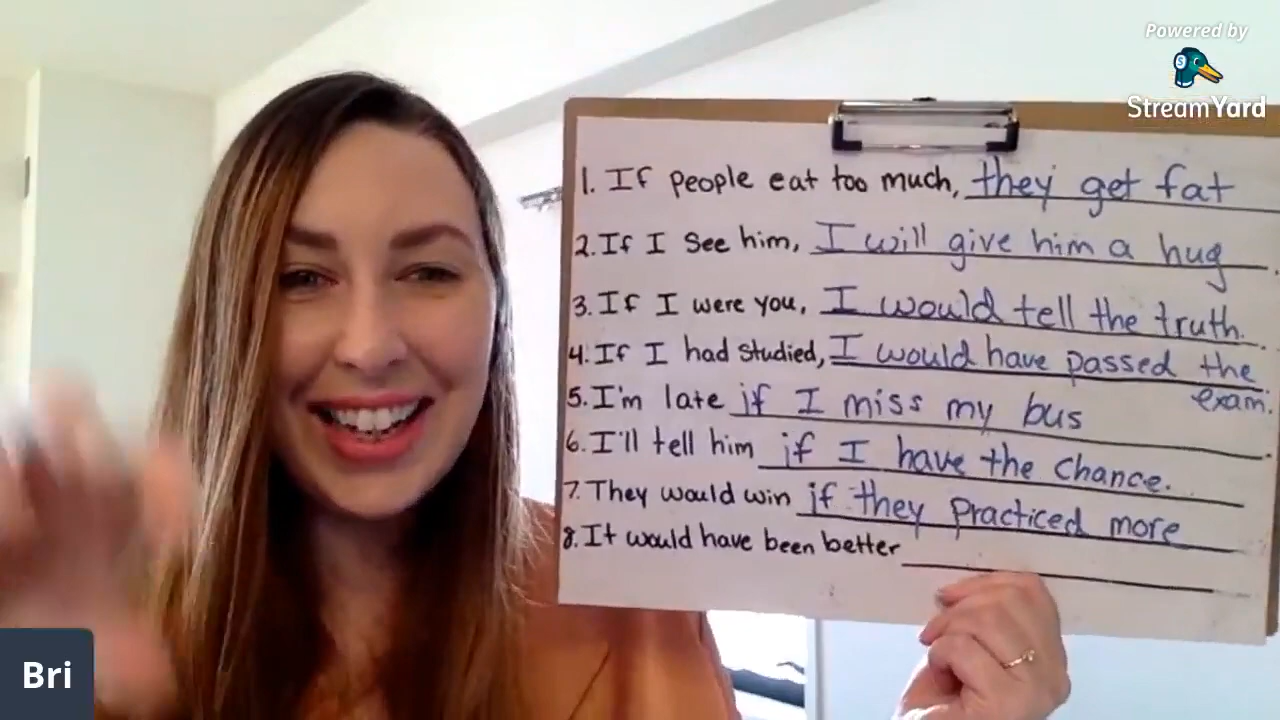 Powered by
StreamYard
1. If people eat too much, they get fat
2. If I see him, I will give him a hug.
3. If I were you, I would tell the truth.
4. If I had studied, I would have passed the
exam.
5. I'm late if I miss my bus.
6. I'll tell him if I have the chance.
7. They would win if they practiced more
8. It would have been better
Bri